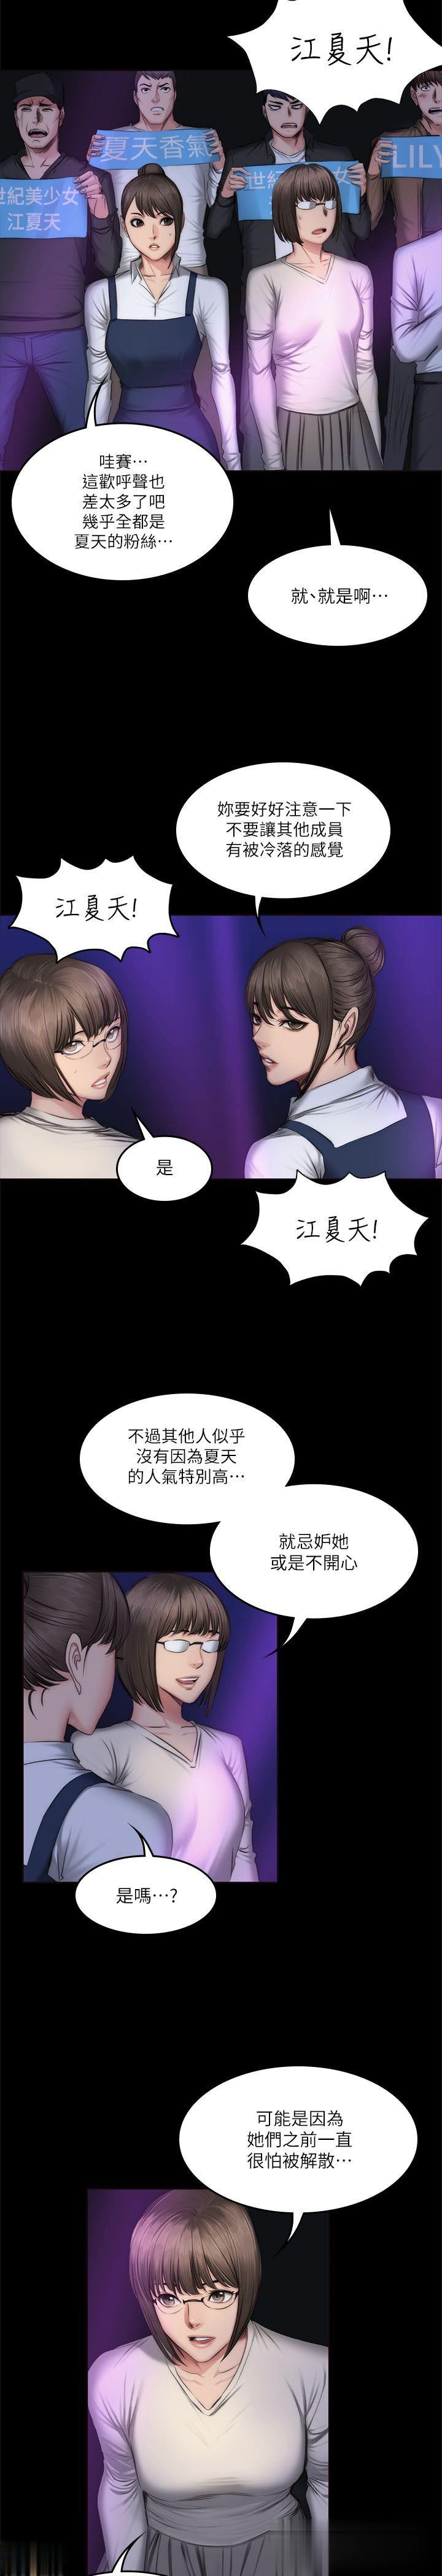 江夏天!
夏天香氣
世紀美少女
江夏天
世紀美少女
LILY
哇賽⋯
這歡呼聲也
差太多了吧
幾乎全都是
夏天的粉絲⋯
就、就是啊⋯
妳要好好注意一下
不要讓其他成員
有被冷落的感覺
江夏天!
是
江夏天!
不過其他人似乎
沒有因為夏天
的人氣特別高⋯
就忌妒她
或是不開心
是嗎⋯?
可能是因為
她們之前一直
很怕被解散⋯